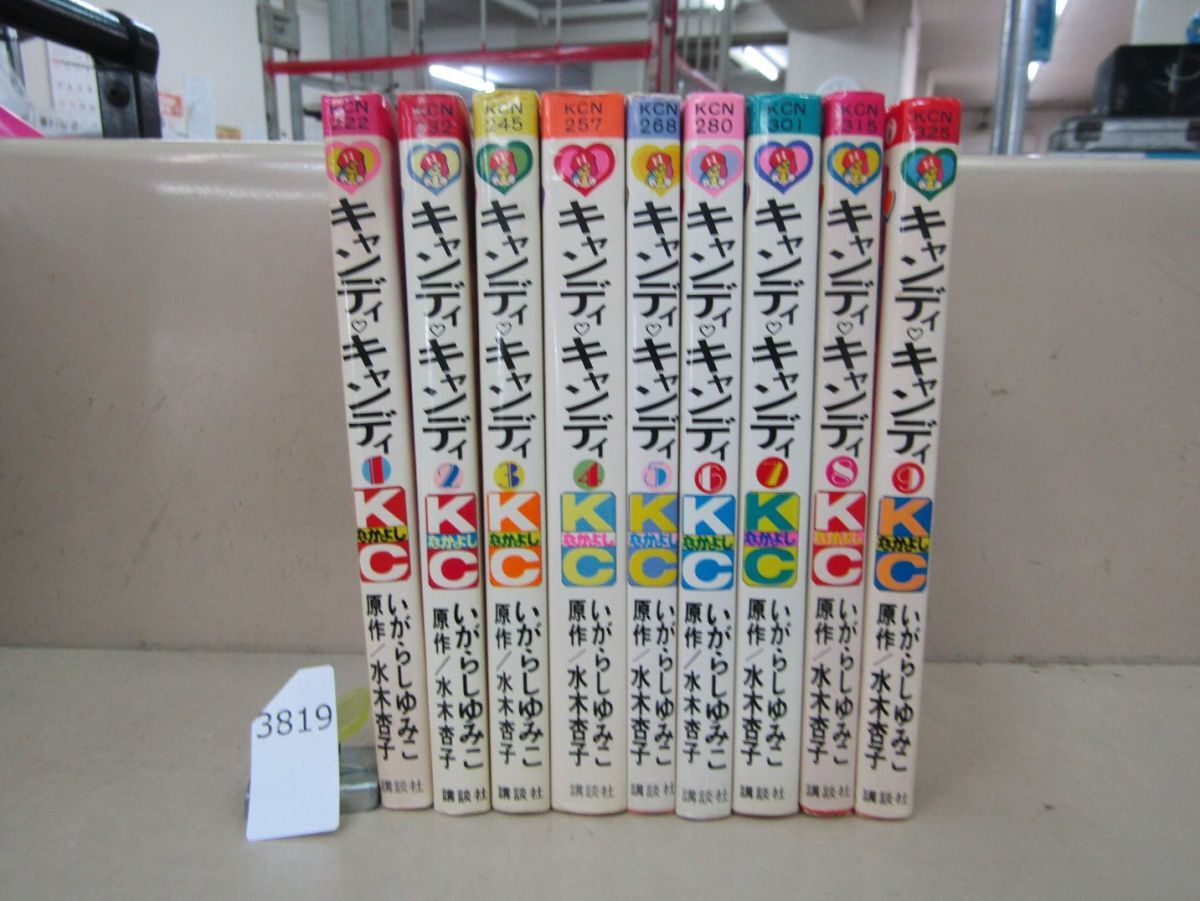 KCN
222
キャンディ♡キャンディ
1
K
なかよし
C
いがらしゆみこ
原作/水木杏子
講談社
KCN
232
キャンディ♡キャンディ
2
K
なかよし
C
いがらしゆみこ
原作/水木杏子
講談社
KCN
245
キャンディ♡キャンディ
3
K
なかよし
C
いがらしゆみこ
原作/水木杏子
講談社
KCN
257
キャンディ♡キャンディ
4
K
なかよし
C
いがらしゆみこ
原作/水木杏子
講談社
KCN
268
キャンディ♡キャンディ
5
K
なかよし
C
いがらしゆみこ
原作/水木杏子
講談社
KCN
280
キャンディ♡キャンディ
6
K
なかよし
C
いがらしゆみこ
原作/水木杏子
講談社
KCN
301
キャンディ♡キャンディ
7
K
なかよし
C
いがらしゆみこ
原作/水木杏子
講談社
KCN
315
キャンディ♡キャンディ
8
K
なかよし
C
いがらしゆみこ
原作/水木杏子
講談社
KCN
325
キャンディ♡キャンディ
9
K
なかよし
C
いがらしゆみこ
原作/水木杏子
講談社
3819